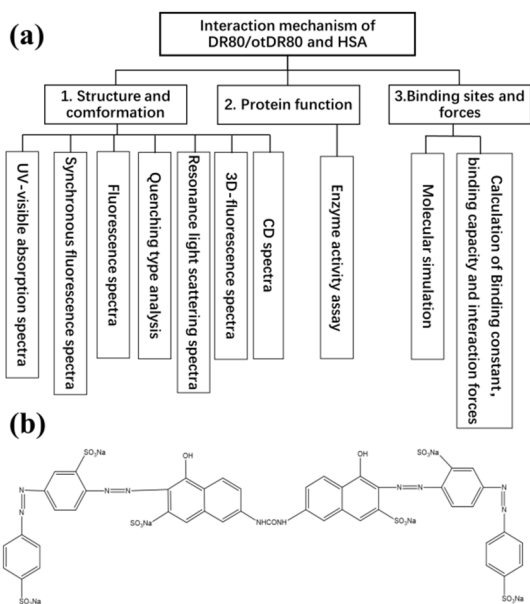 (a)
Interaction mechanism of
DR80/otDR80 and HSA
1. Structure and
comformation
2. Protein function
3.Binding sites and
forces
UV-visible absorption spectra
Synchronous fluorescence spectra
Fluorescence spectra
Quenching type analysis
Resonance light scattering spectra
3D-fluorescence spectra
CD spectra
Enzyme activity assay
Molecular simulation
Calculation of Binding constant,
binding capacity and interaction forces
(b)
SO₃Na
OH
OH
SO₃Na
N
N
N
N
N
N
N
N
SO₃Na
NHCONH
SO₃Na
SO₃Na
SO₃Na